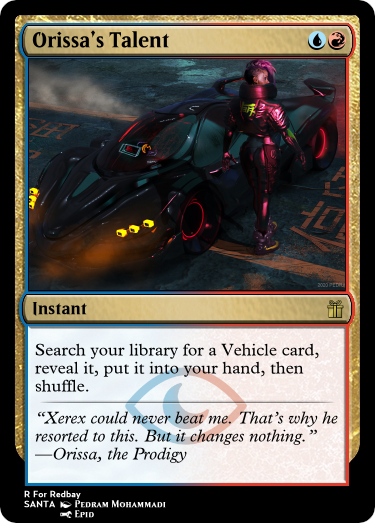 Orissa's Talent
Instant
Search your library for a Vehicle card,
reveal it, put it into your hand, then
shuffle.
“Xerex could never beat me. That's why he
resorted to this. But it changes nothing.”
—Orissa, the Prodigy
R For Redbay
SANTA Pedram Mohammadi
Epid